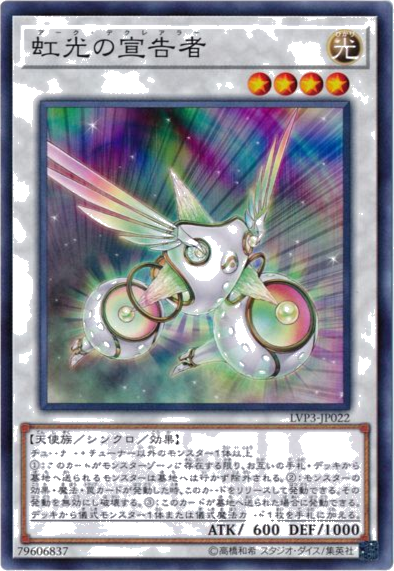 アーク・デクレアラー
虹光の宣告者
光
LVP3-JP022
【天使族／シンクロ／効果】
チューナー＋チューナー以外のモンスター1体以上
①：このカードがモンスターゾーンに存在する限り、お互いの手札・デッキから
墓地へ送られるモンスターは墓地へは行かず除外される。②：モンスターの
効果・魔法・罠カードが発動した時、このカードをリリースして発動できる。その
発動を無効にし破壊する。③：このカードが墓地へ送られた場合に発動できる。
デッキから儀式モンスター1体または儀式魔法カード1枚を手札に加える。
ATK/ 600 DEF/1000
79606837
©高橋和希 スタジオ・ダイス/集英社